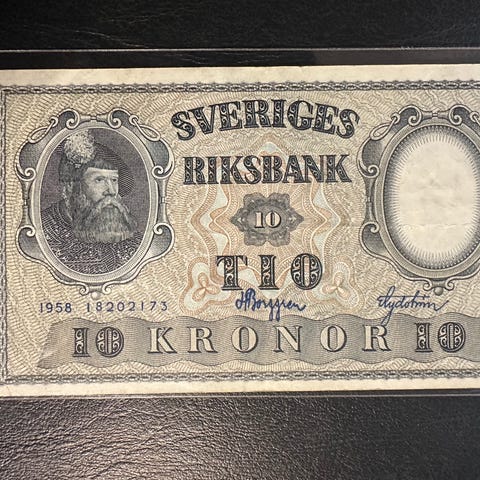 SVERIGES
RIKSBANK
10
TIO
1958 18202173
10 KRONOR 10